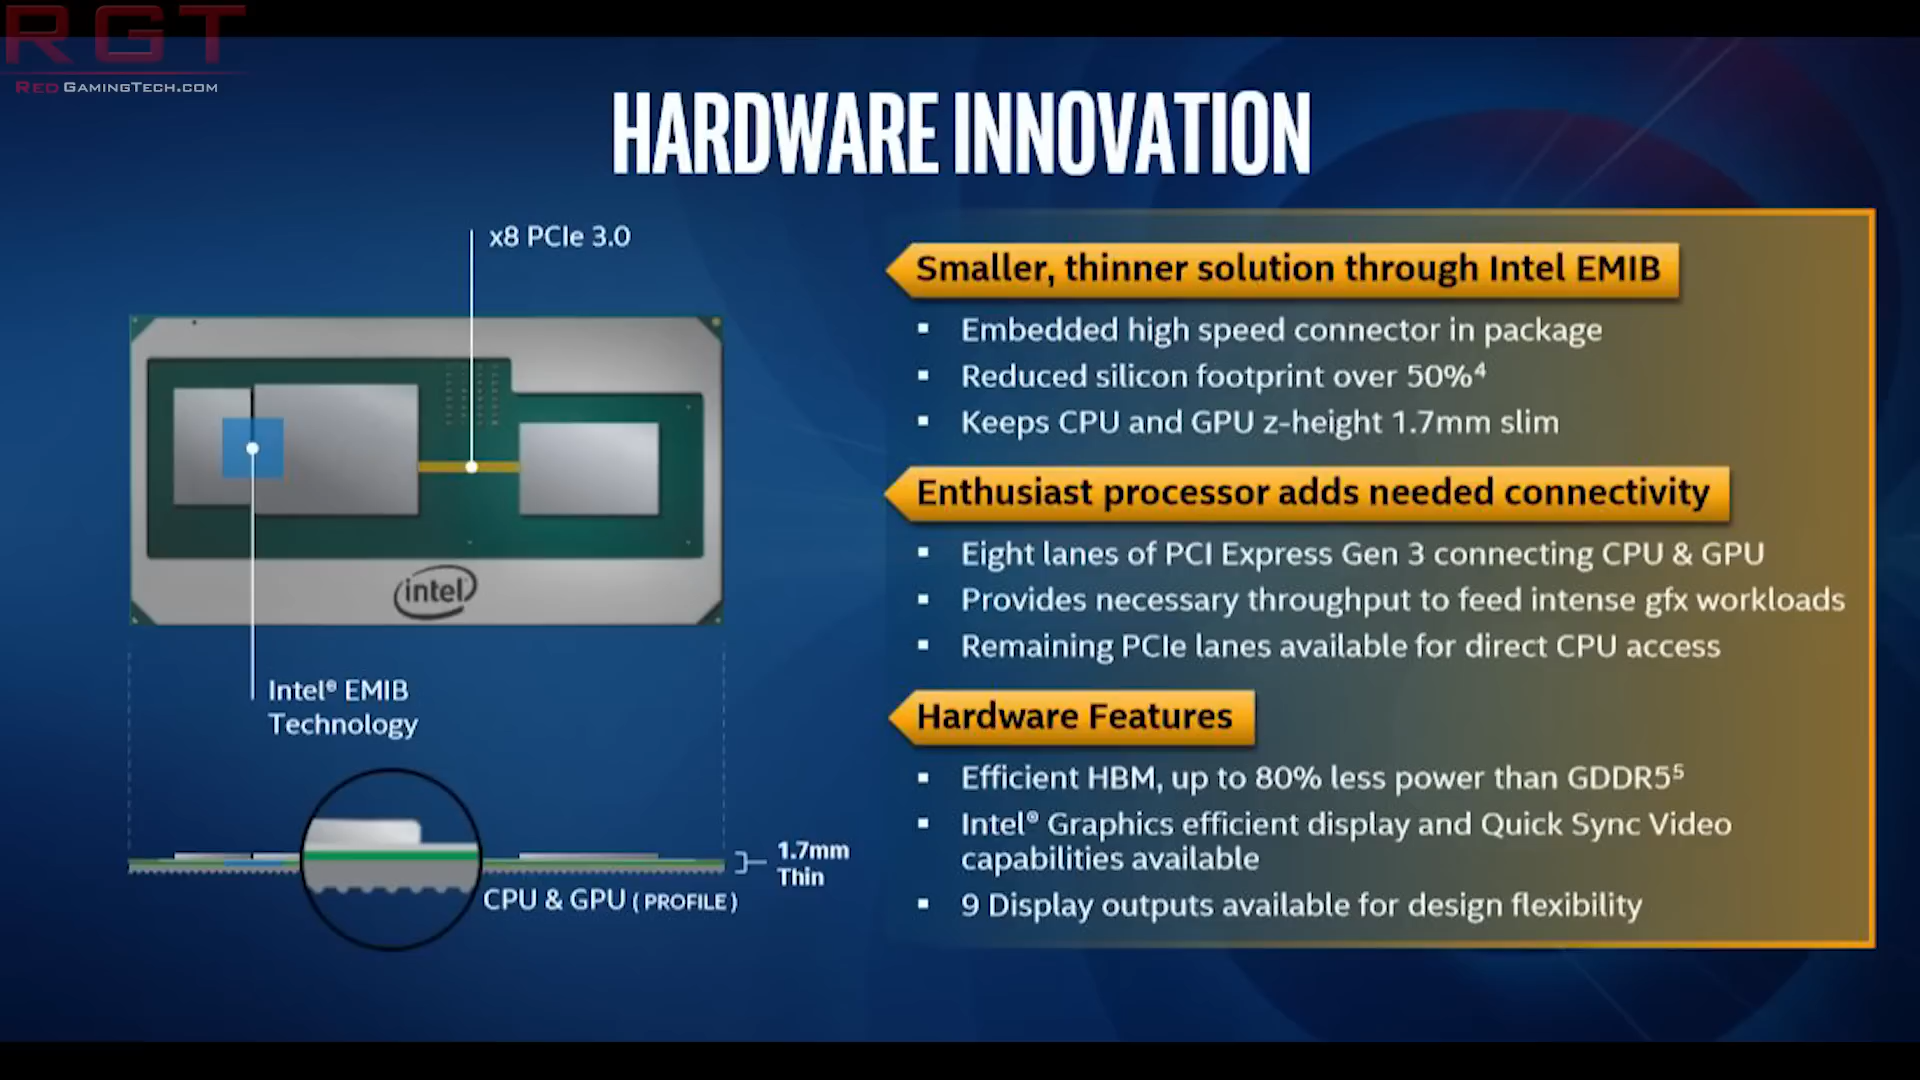 RGT
REDGAMINGTECH.COM
HARDWARE INNOVATION
x8 PCIe 3.0
intel
Intel® EMIB
Technology
1.7mm
Thin
CPU & GPU (PROFILE)
Smaller, thinner solution through Intel EMIB
▪ Embedded high speed connector in package
▪ Reduced silicon footprint over 50%⁴
▪ Keeps CPU and GPU z-height 1.7mm slim
Enthusiast processor adds needed connectivity
▪ Eight lanes of PCI Express Gen 3 connecting CPU & GPU
▪ Provides necessary throughput to feed intense gfx workloads
▪ Remaining PCIe lanes available for direct CPU access
Hardware Features
▪ Efficient HBM, up to 80% less power than GDDR5⁵
▪ Intel® Graphics efficient display and Quick Sync Video
capabilities available
▪ 9 Display outputs available for design flexibility